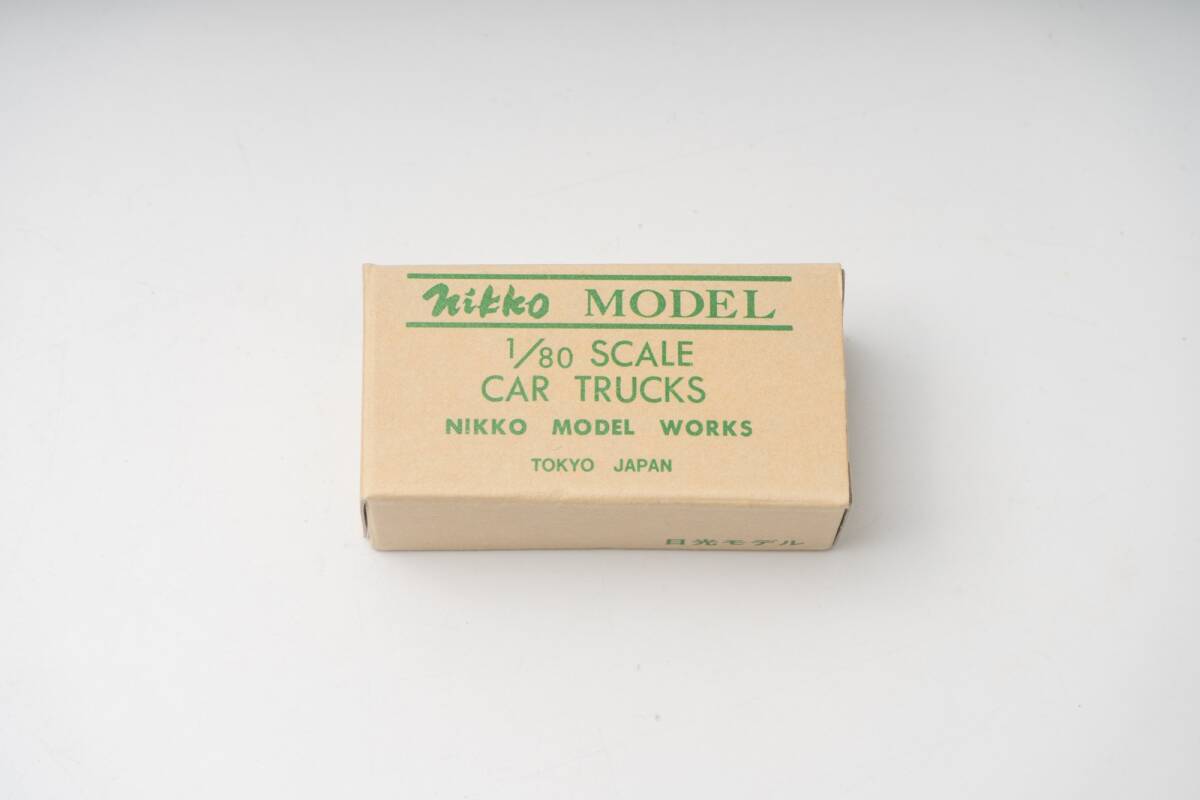 nikko MODEL
1/80 SCALE
CAR TRUCKS
NIKKO MODEL WORKS
TOKYO JAPAN
日光モデル